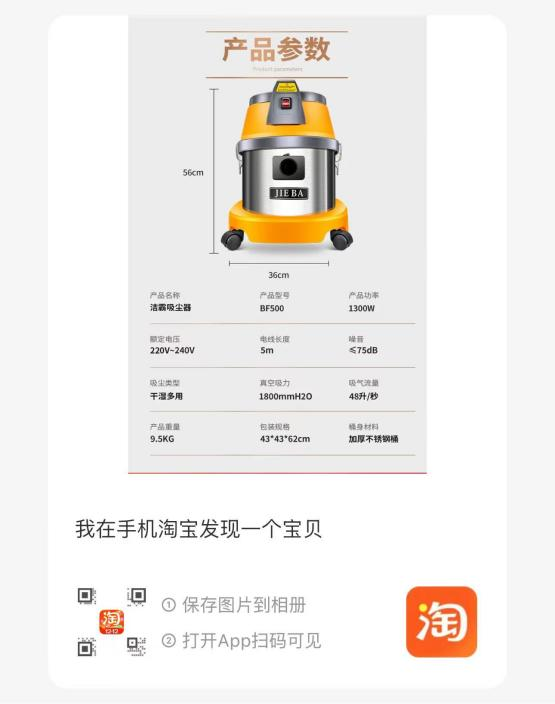 产品参数
Product parameters
56cm
JIEBA
36cm
产品名称 产品型号 产品功率
洁霸吸尘器 BF500 1300W
额定电压 电线长度 噪音
220V~240V 5m ≤75dB
吸尘类型 真空吸力 吸气流量
干湿多用 1800mmH2O 48升/秒
产品重量 包装规格 桶身材料
9.5KG 43*43*62cm 加厚不锈钢桶
我在手机淘宝发现一个宝贝
① 保存图片到相册
② 打开App扫码可见
淘
12·12
淘